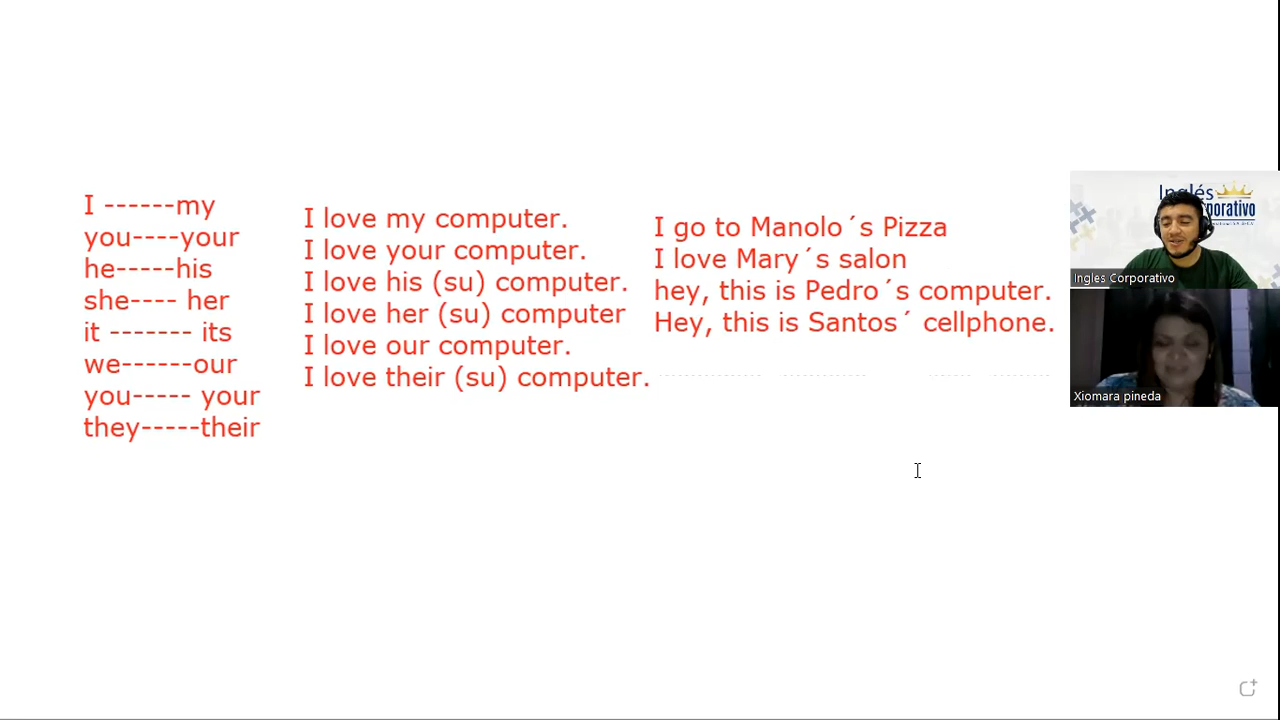 I ------my
you----your
he-----his
she---- her
it ------- its
we------our
you----- your
they-----their
I love my computer.
I love your computer.
I love his (su) computer.
I love her (su) computer
I love our computer.
I love their (su) computer.
I go to Manolo´s Pizza
I love Mary´s salon
hey, this is Pedro´s computer.
Hey, this is Santos´ cellphone.
Inglés
Ingles Corporativo
Xiomara pineda